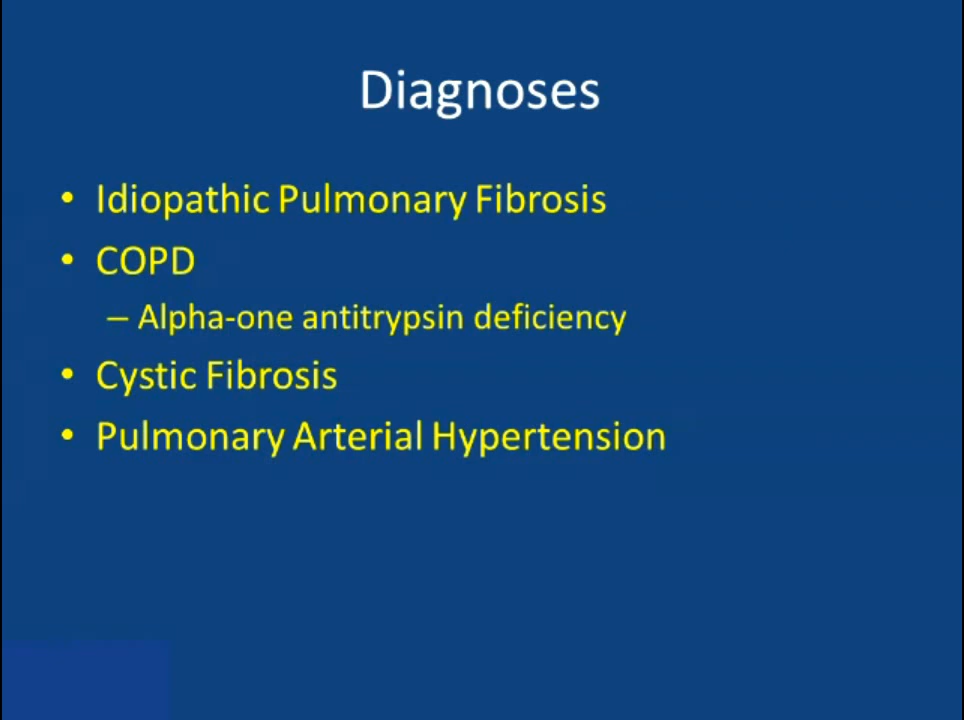 Diagnoses
• Idiopathic Pulmonary Fibrosis
• COPD
– Alpha-one antitrypsin deficiency
• Cystic Fibrosis
• Pulmonary Arterial Hypertension